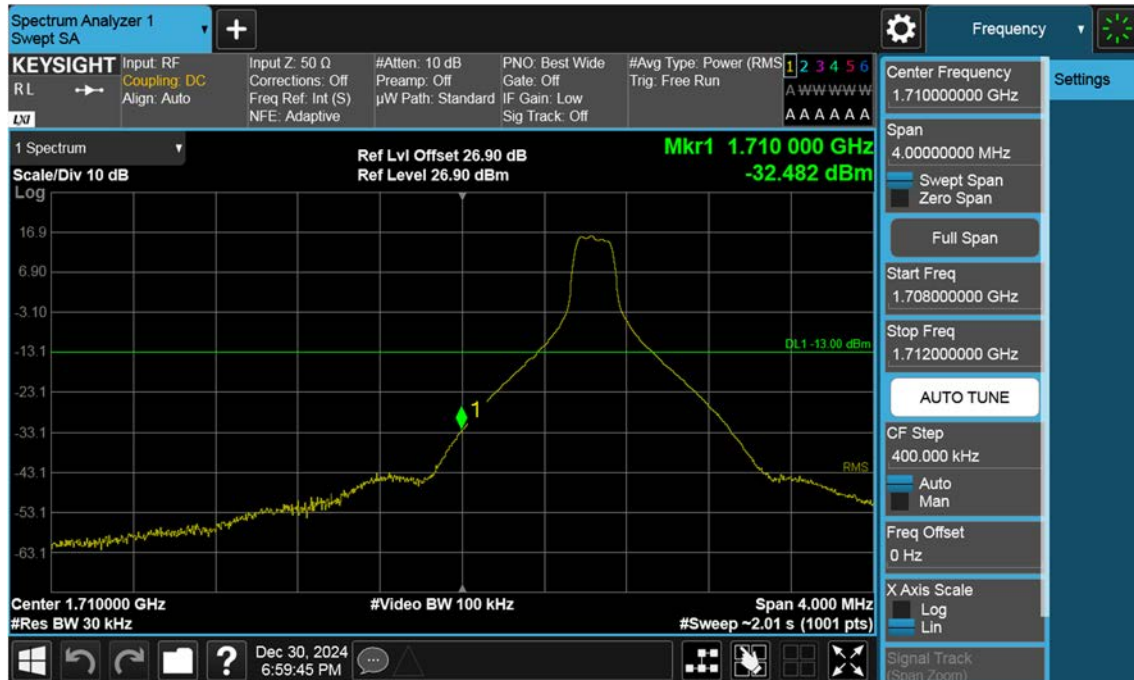 Spectrum Analyzer 1
Swept SA
Frequency
KEYSIGHT
RL
LXI
Input: RF
Coupling: DC
Align: Auto
Input Z: 50 Ω
Corrections: Off
Freq Ref: Int (S)
NFE: Adaptive
#Atten: 10 dB
Preamp: Off
µW Path: Standard
PNO: Best Wide
Gate: Off
IF Gain: Low
Sig Track: Off
#Avg Type: Power (RMS
Trig: Free Run
1 2 3 4 5 6
A W W W W W
A A A A A A
Center Frequency
1.710000000 GHz
Settings
Span
4.00000000 MHz
Swept Span
Zero Span
Full Span
Start Freq
1.708000000 GHz
Stop Freq
1.712000000 GHz
AUTO TUNE
CF Step
400.000 kHz
Auto
Man
Freq Offset
0 Hz
X Axis Scale
Log
Lin
Signal Track
(Span Zoom)
1 Spectrum
Scale/Div 10 dB
Ref Lvl Offset 26.90 dB
Ref Level 26.90 dBm
Mkr1 1.710 000 GHz
-32.482 dBm
Log
16.9
6.90
-3.10
-13.1
DL1 -13.00 dBm
-23.1
1
-33.1
-43.1
RMS
-53.1
-63.1
Center 1.710000 GHz
#Video BW 100 kHz
Span 4.000 MHz
#Res BW 30 kHz
#Sweep ~2.01 s (1001 pts)
Dec 30, 2024
6:59:45 PM